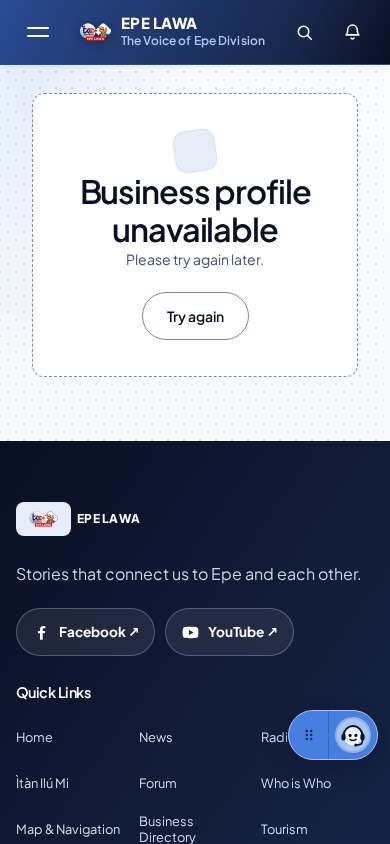 EPE LAWA
The Voice of Epe Division
Business profile
unavailable
Please try again later.
Try again
EPE LAWA
Stories that connect us to Epe and each other.
Facebook ↗
YouTube ↗
Quick Links
Home
News
Ìtàn Ilú Mi
Forum
Who is Who
Map & Navigation
Business
Directory
Tourism